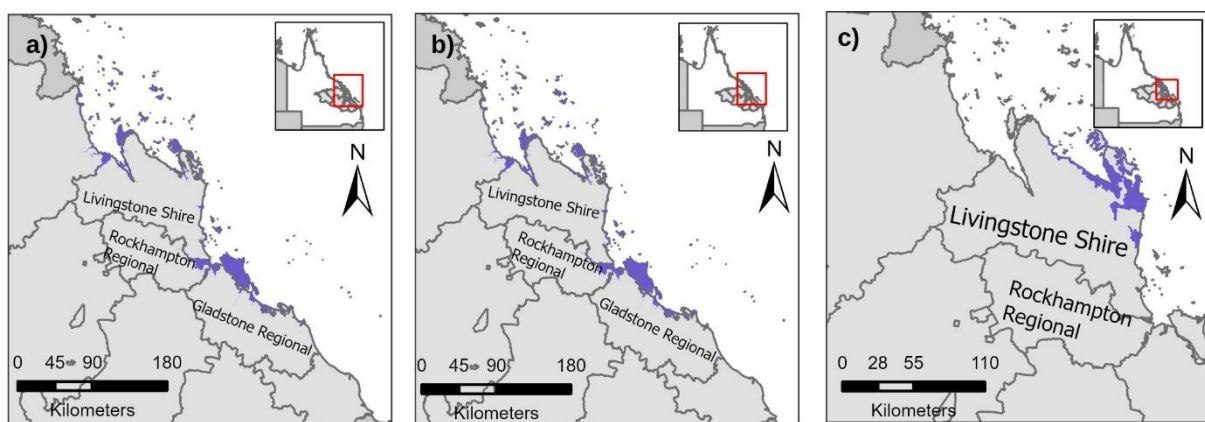 a)
N
Livingstone Shire
Rockhampton
Regional
Gladstone Regional
0 45 90 180
Kilometers
b)
N
Livingstone Shire
Rockhampton
Regional
Gladstone Regional
0 45 90 180
Kilometers
c)
N
Livingstone Shire
Rockhampton
Regional
0 28 55 110
Kilometers